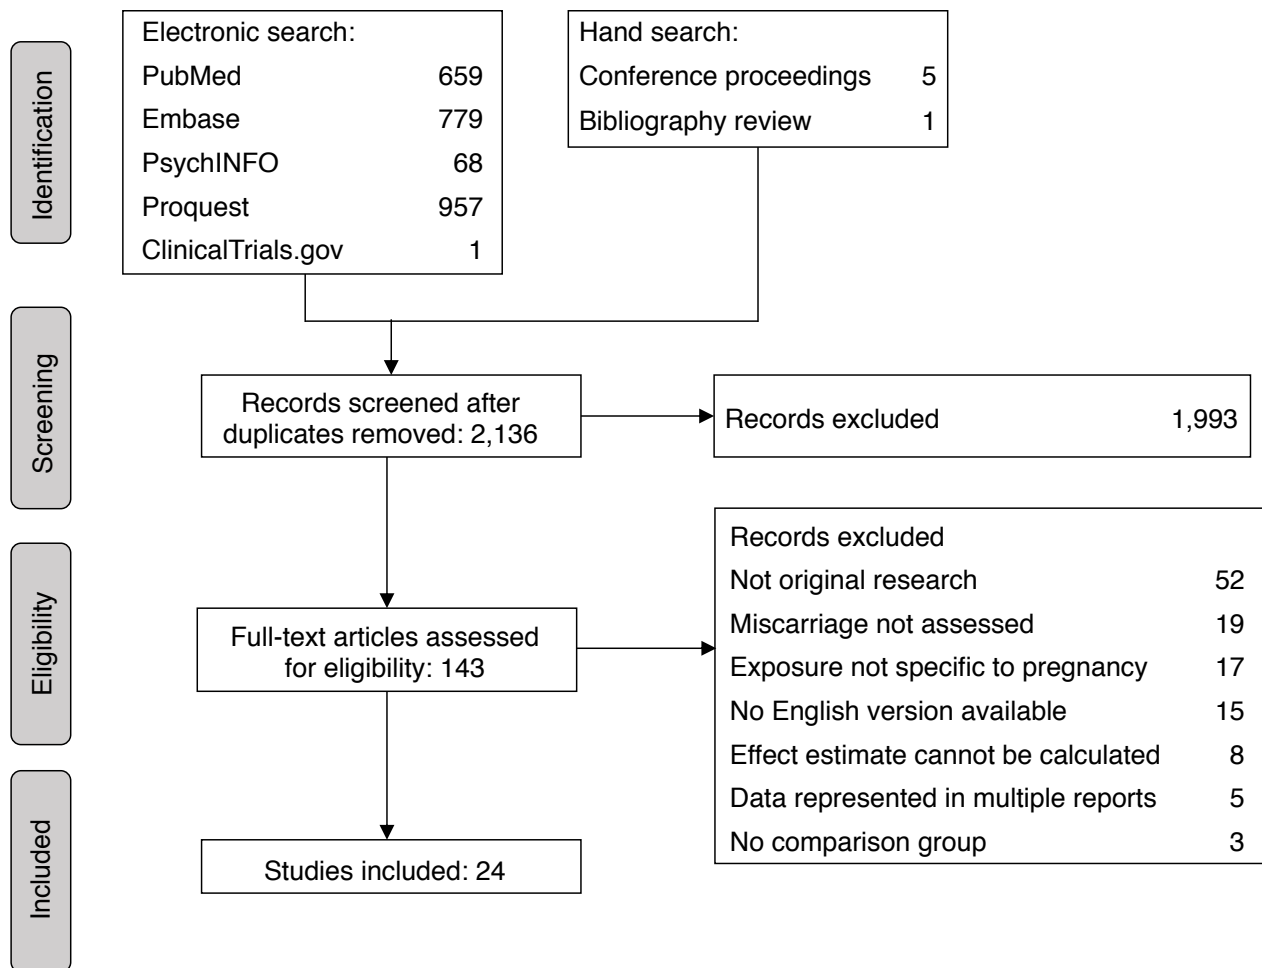 Identification
Electronic search:
PubMed 659
Embase 779
PsychINFO 68
Proquest 957
ClinicalTrials.gov 1
Hand search:
Conference proceedings 5
Bibliography review 1
Screening
Records screened after
duplicates removed: 2,136
Records excluded 1,993
Eligibility
Full-text articles assessed
for eligibility: 143
Records excluded
Not original research 52
Miscarriage not assessed 19
Exposure not specific to pregnancy 17
No English version available 15
Effect estimate cannot be calculated 8
Data represented in multiple reports 5
No comparison group 3
Included
Studies included: 24